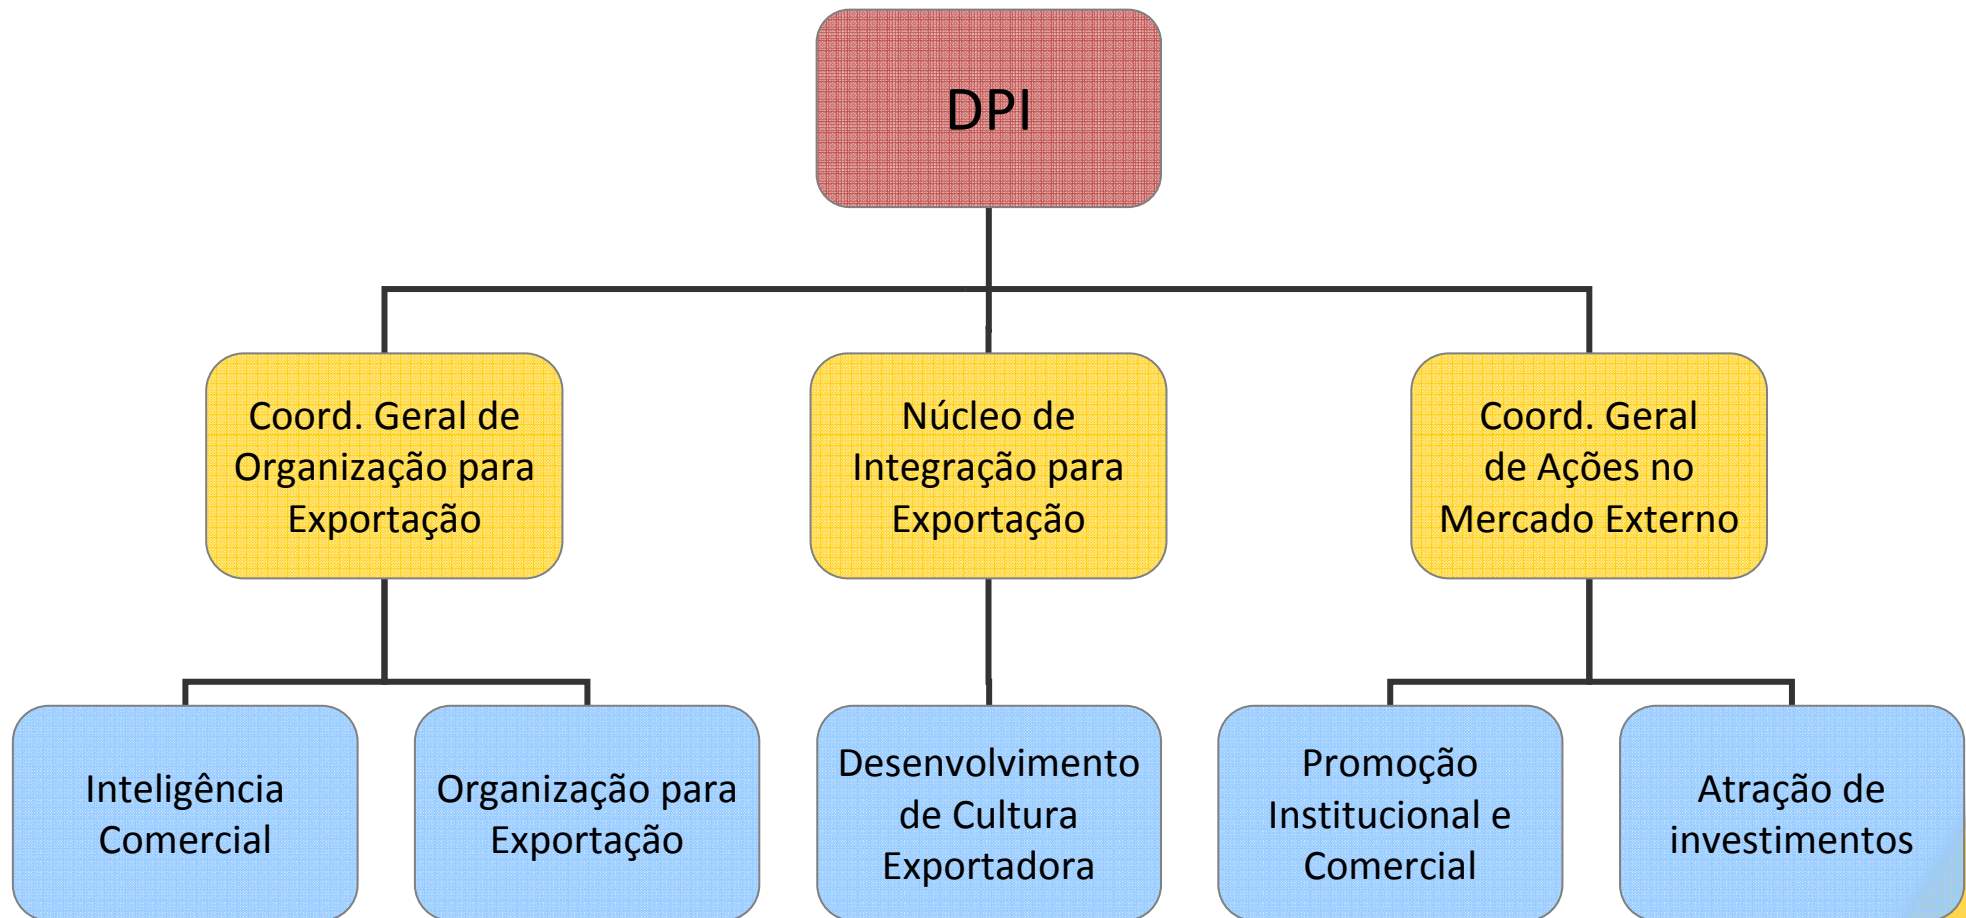 DPI
Coord. Geral de
Organização para
Exportação
Núcleo de
Integração para
Exportação
Coord. Geral
de Ações no
Mercado Externo
Inteligência
Comercial
Organização para
Exportação
Desenvolvimento
de Cultura
Exportadora
Promoção
Institucional e
Comercial
Atração de
investimentos